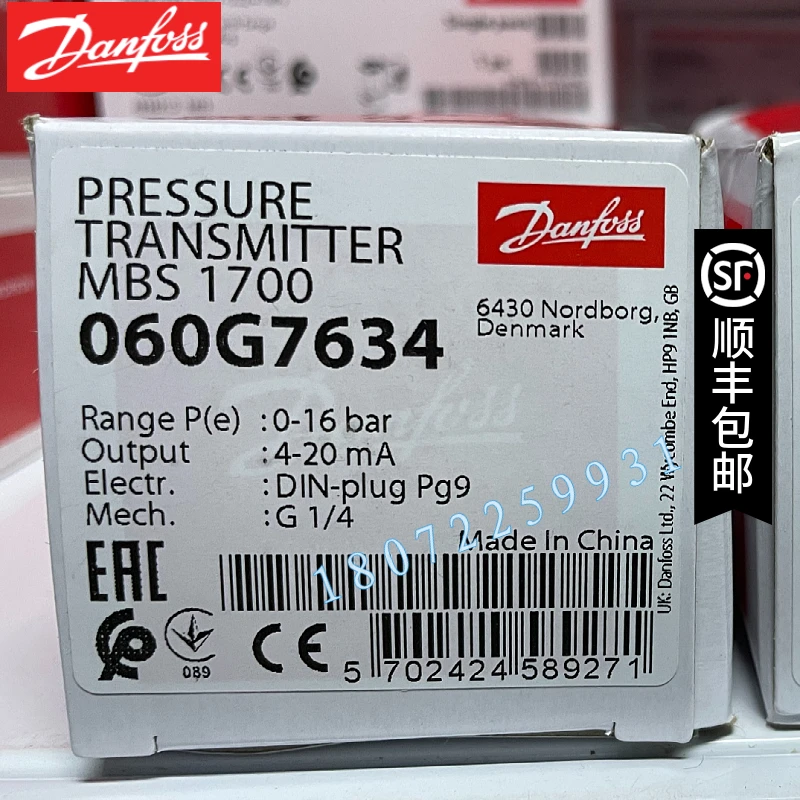 Danfoss
PRESSURE
TRANSMITTER
MBS 1700
060G7634
Danfoss
6430 Nordborg,
Denmark
Range P(e) : 0-16 bar
Output : 4-20 mA
Electr. : DIN-plug Pg9
Mech. : G 1/4
Danfoss
18072259931
Made In China
EAC
089
CE
5 702424 589271
UK: Danfoss Ltd., 22 Wycombe End, HP9 1NB, GB
SF
顺丰包邮